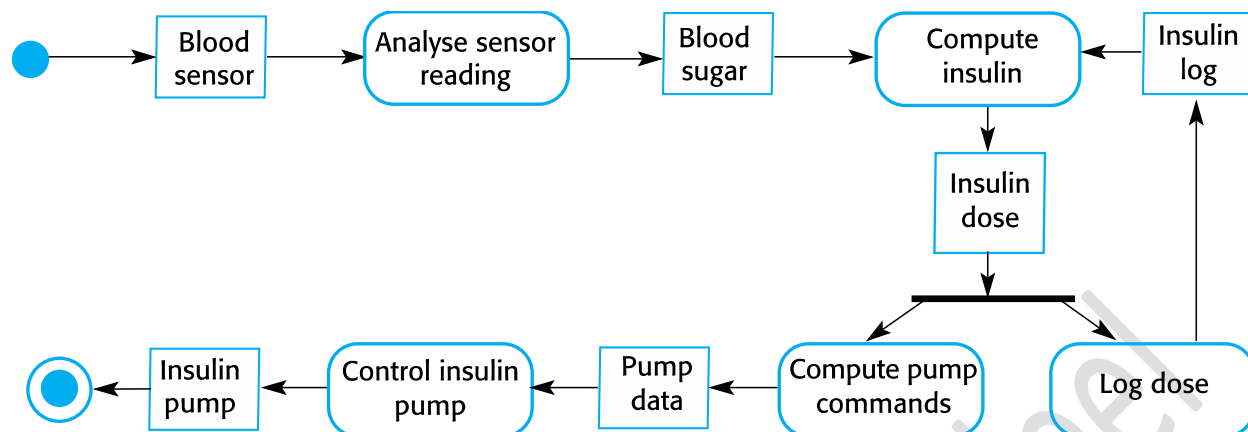 Blood
sensor
Analyse sensor
reading
Blood
sugar
Compute
insulin
Insulin
log
Insulin
dose
Insulin
pump
Control insulin
pump
Pump
data
Compute pump
commands
Log dose